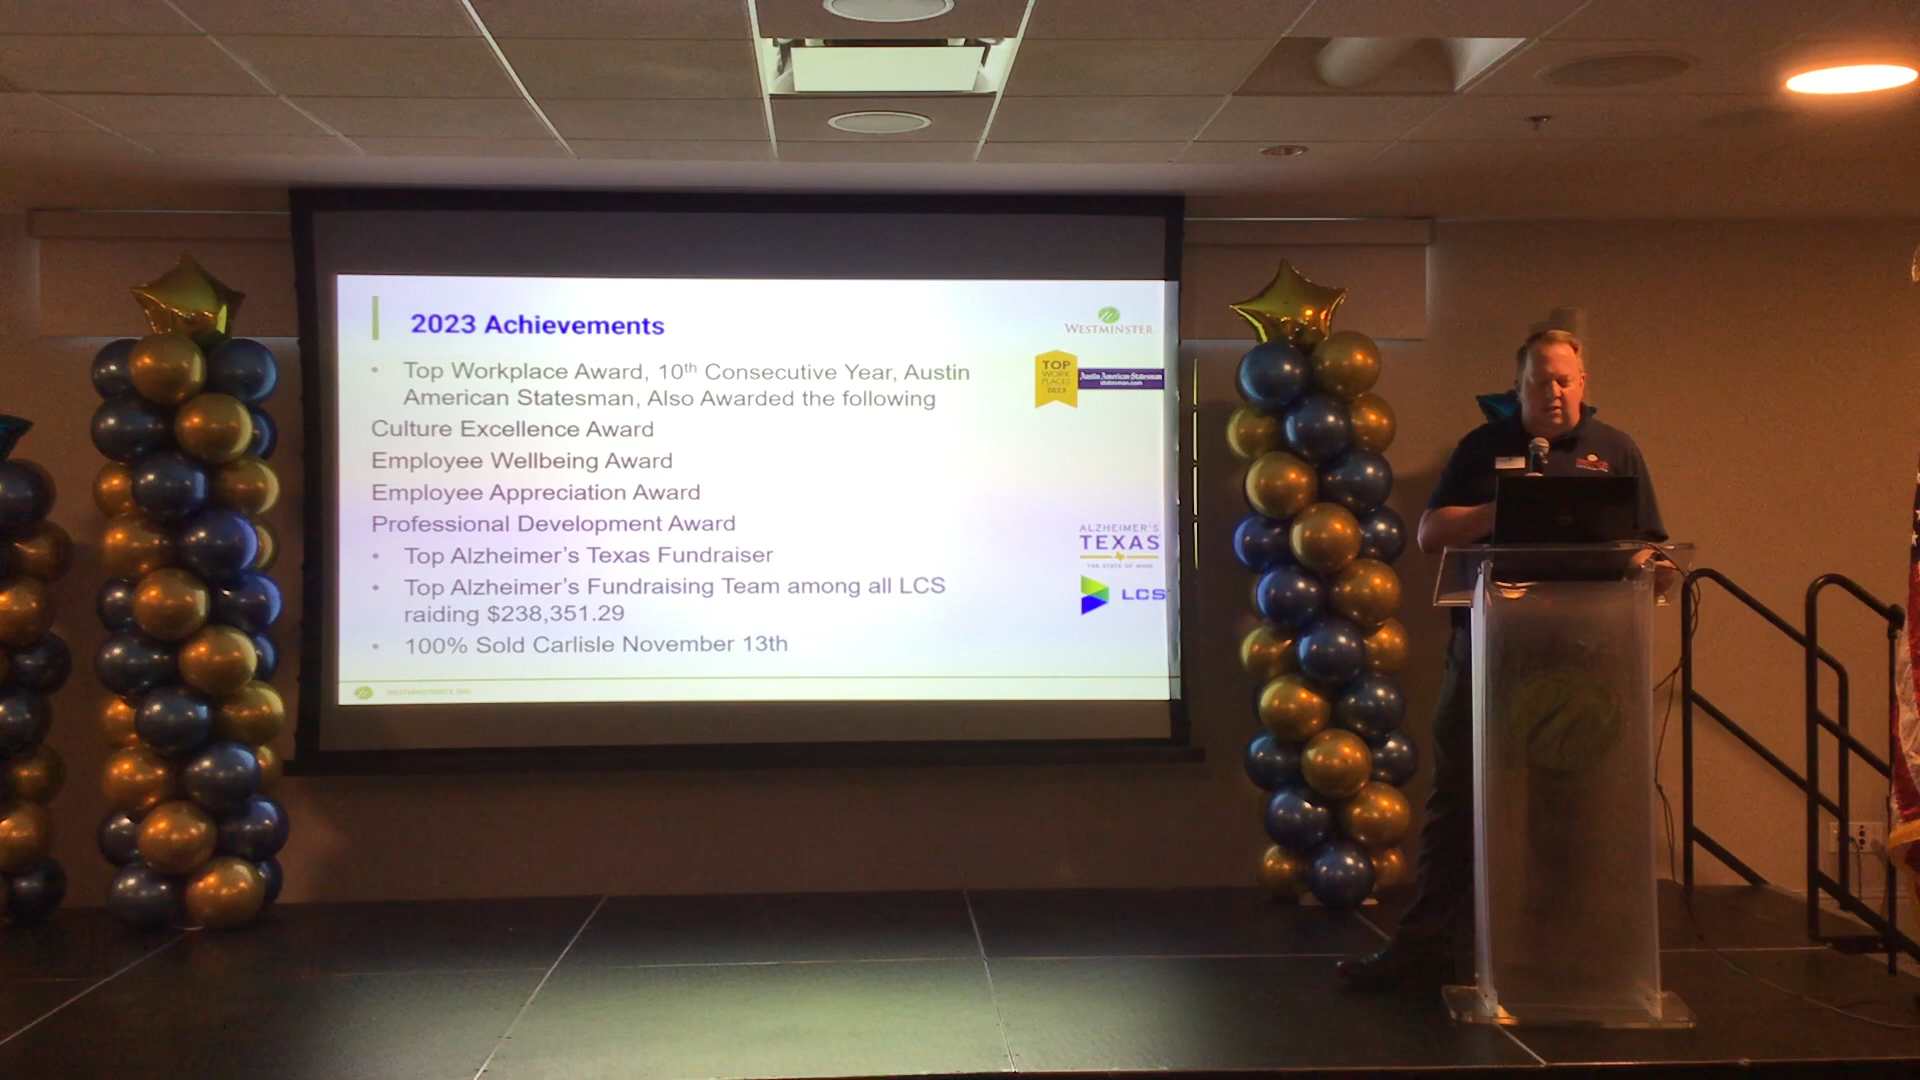 2023 Achievements
WESTMINSTER
• Top Workplace Award, 10th Consecutive Year, Austin
American Statesman, Also Awarded the following
TOP
WORK
PLACES
2023
Austin American-Statesman
statesman.com
Culture Excellence Award
Employee Wellbeing Award
Employee Appreciation Award
Professional Development Award
• Top Alzheimer's Texas Fundraiser
• Top Alzheimer's Fundraising Team among all LCS
raiding $238,351.29
• 100% Sold Carlisle November 13th
ALZHEIMER'S
TEXAS
LCS